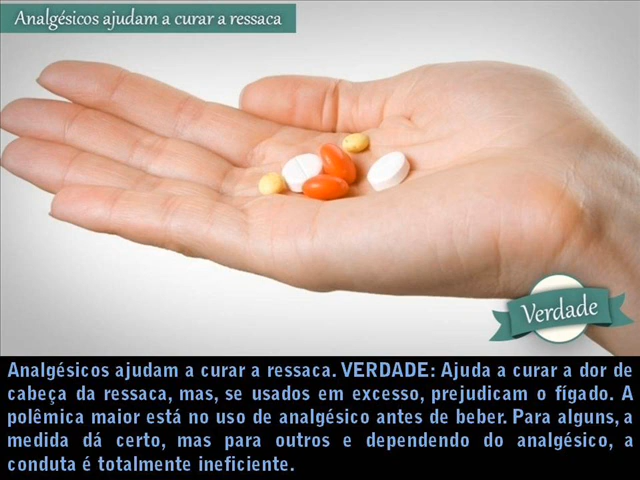 Analgésicos ajudam a curar a ressaca
Verdade
Analgésicos ajudam a curar a ressaca. VERDADE: Ajuda a curar a dor de
cabeça da ressaca, mas, se usados em excesso, prejudicam o fígado. A
polêmica maior está no uso de analgésico antes de beber. Para alguns, a
medida dá certo, mas para outros e dependendo do analgésico, a
conduta é totalmente ineficiente.